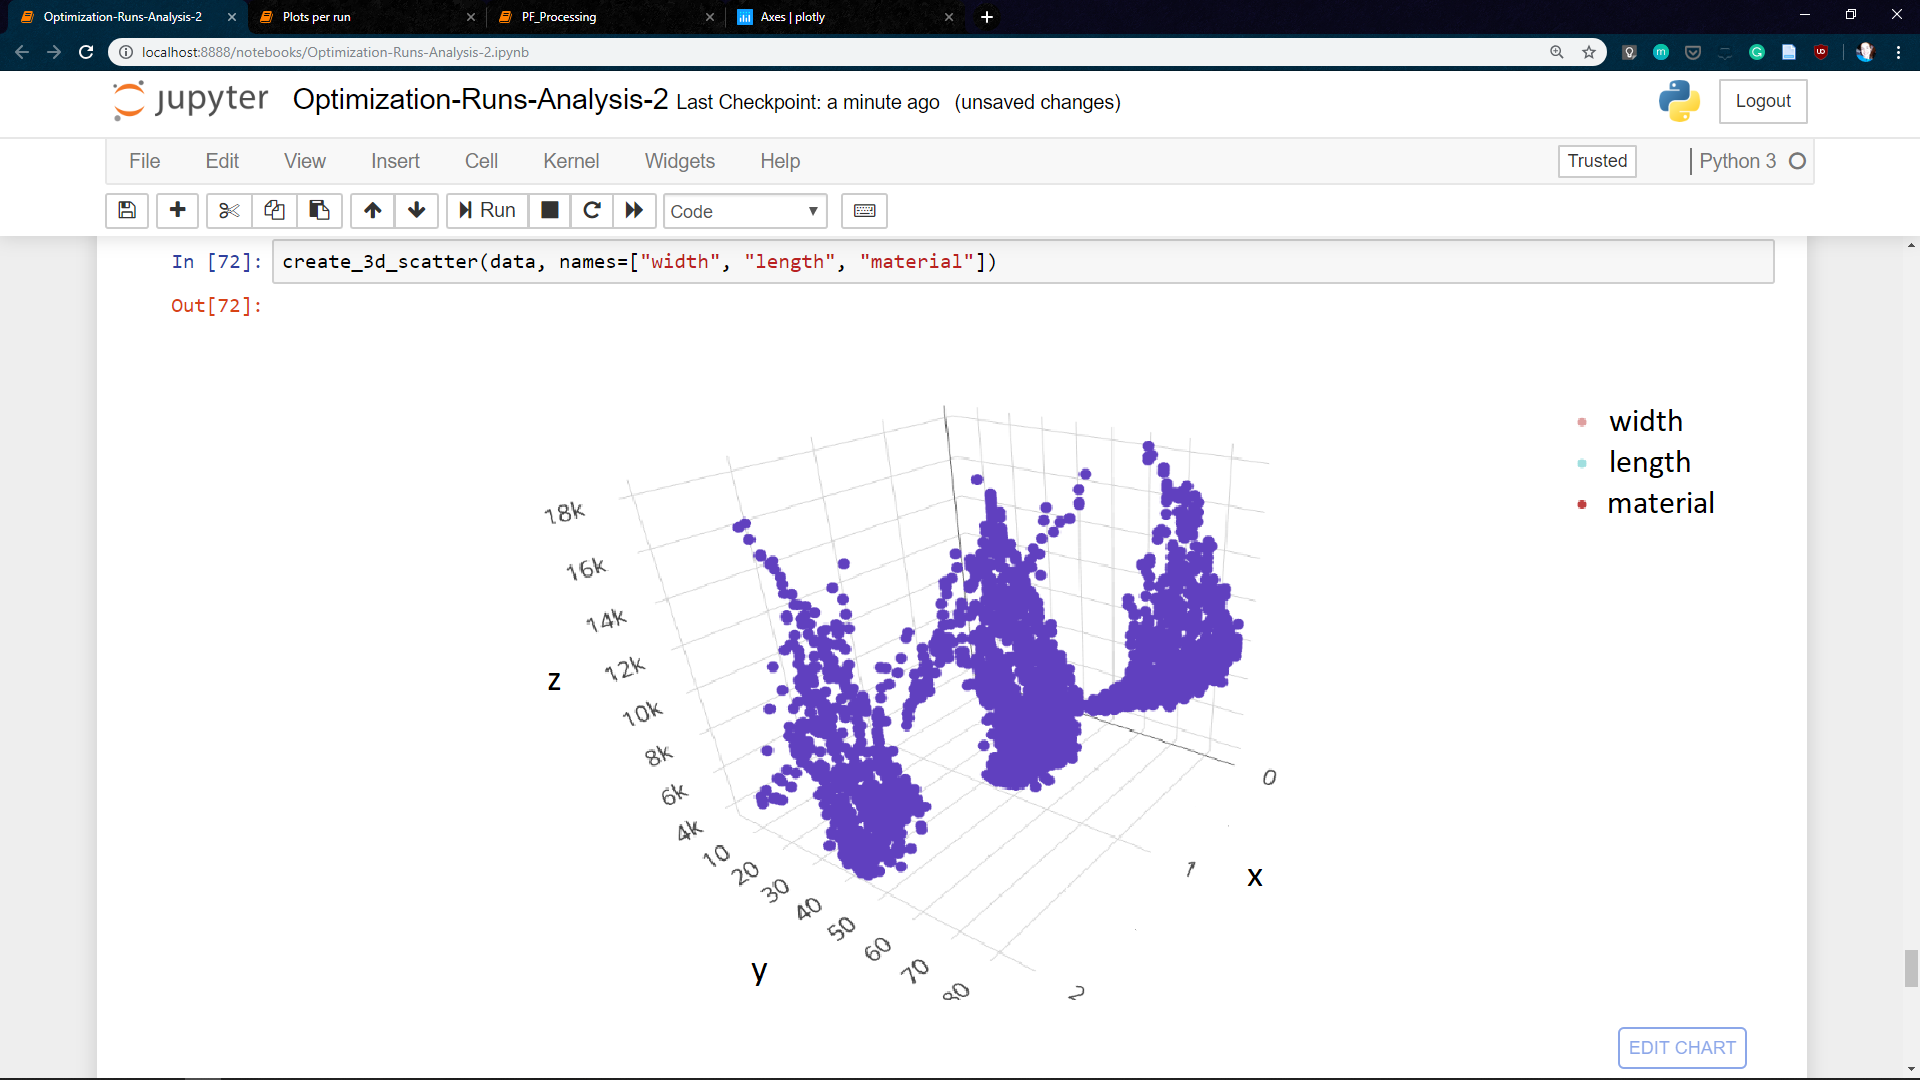 Optimization-Runs-Analysis-2
Plots per run
PF_Processing
Axes | plotly
localhost:8888/notebooks/Optimization-Runs-Analysis-2.ipynb
jupyter Optimization-Runs-Analysis-2 Last Checkpoint: a minute ago (unsaved changes)
Logout
File Edit View Insert Cell Kernel Widgets Help
Trusted
Python 3
Run
Code
In [72]: create_3d_scatter(data, names=["width", "length", "material"])
Out[72]:
width
length
material
18k
16k
14k
12k
10k
8k
6k
4k
z
10
20
30
40
50
60
70
80
y
0
1
2
x
EDIT CHART